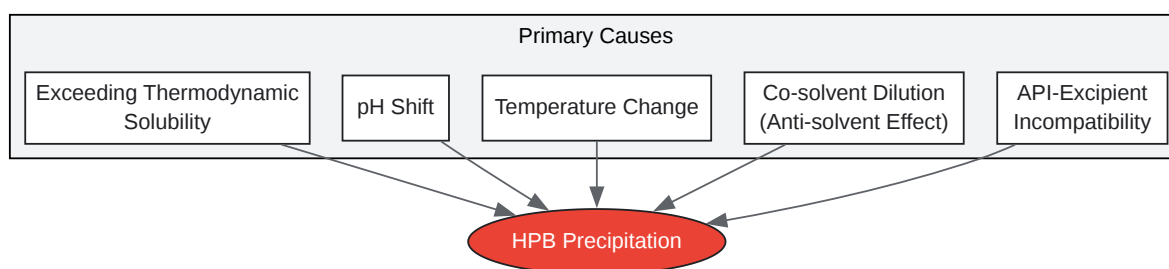 Primary Causes
Exceeding Thermodynamic
Solubility
pH Shift
Temperature Change
Co-solvent Dilution
(Anti-solvent Effect)
API-Excipient
Incompatibility
HPB Precipitation